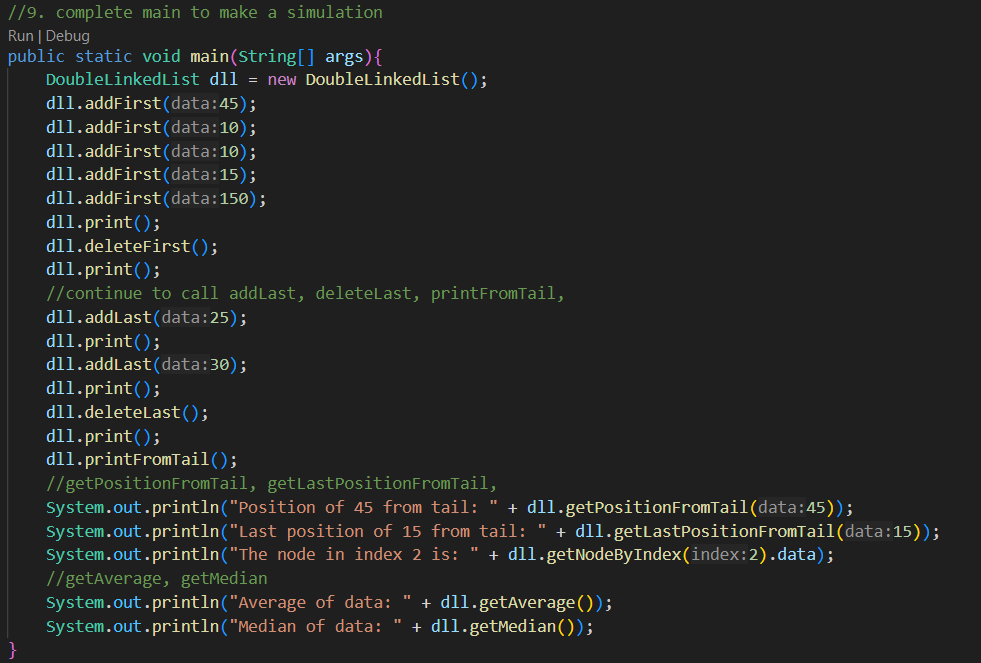 //9. complete main to make a simulation
Run | Debug
public static void main(String[] args){
DoubleLinkedList dll = new DoubleLinkedList();
dll.addFirst(data:45);
dll.addFirst(data:10);
dll.addFirst(data:10);
dll.addFirst(data:15);
dll.addFirst(data:150);
dll.print();
dll.deleteFirst();
dll.print();
//continue to call addLast, deleteLast, printFromTail,
dll.addLast(data:25);
dll.print();
dll.addLast(data:30);
dll.print();
dll.deleteLast();
dll.print();
dll.printFromTail();
//getPositionFromTail, getLastPositionFromTail,
System.out.println("Position of 45 from tail: " + dll.getPositionFromTail(data:45));
System.out.println("Last position of 15 from tail: " + dll.getLastPositionFromTail(data:15));
System.out.println("The node in index 2 is: " + dll.getNodeByIndex(index:2).data);
//getAverage, getMedian
System.out.println("Average of data: " + dll.getAverage());
System.out.println("Median of data: " + dll.getMedian());
}